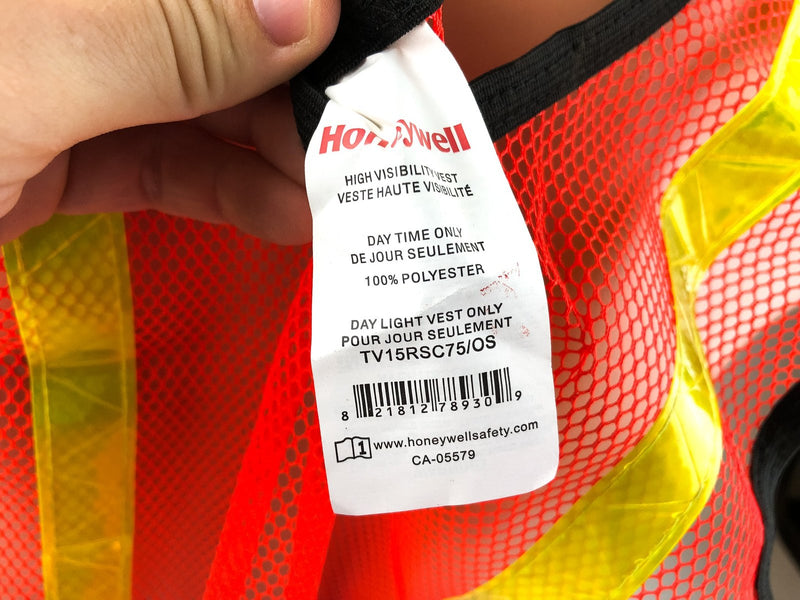 Honeywell
HIGH VISIBILITY VEST
VESTE HAUTE VISIBILITÉ
DAY TIME ONLY
DE JOUR SEULEMENT
100% POLYESTER
DAY LIGHT VEST ONLY
POUR JOUR SEULEMENT
TV15RSC75/OS
8 21812 78930 9
1 www.honeywellsafety.com
CA-05579